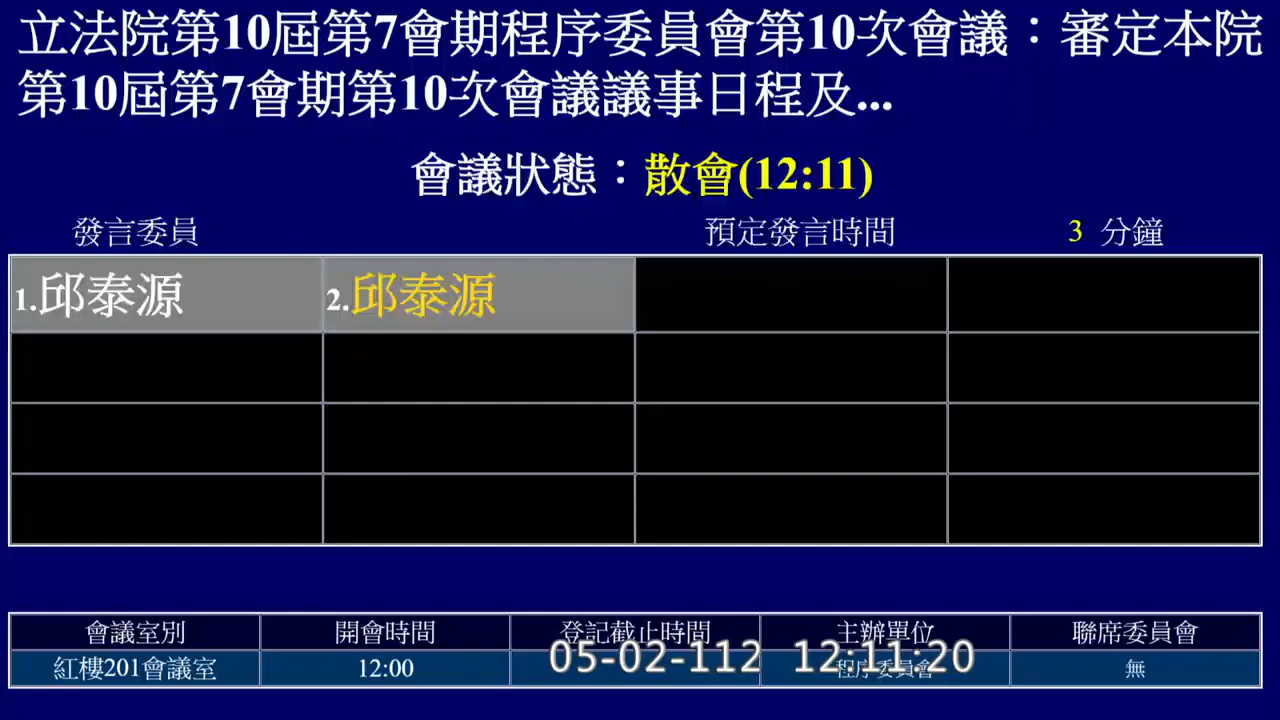 立法院第10屆第7會期程序委員會第10次會議：審定本院
第10屆第7會期第10次會議議事日程及...
會議狀態：散會(12:11)
發言委員 預定發言時間 3 分鐘
1.邱泰源 2.邱泰源
會議室別 開會時間 登記截止時間 主辦單位 聯席委員會
紅樓201會議室 12:00 程序委員會 無
05-02-112 12:11:20